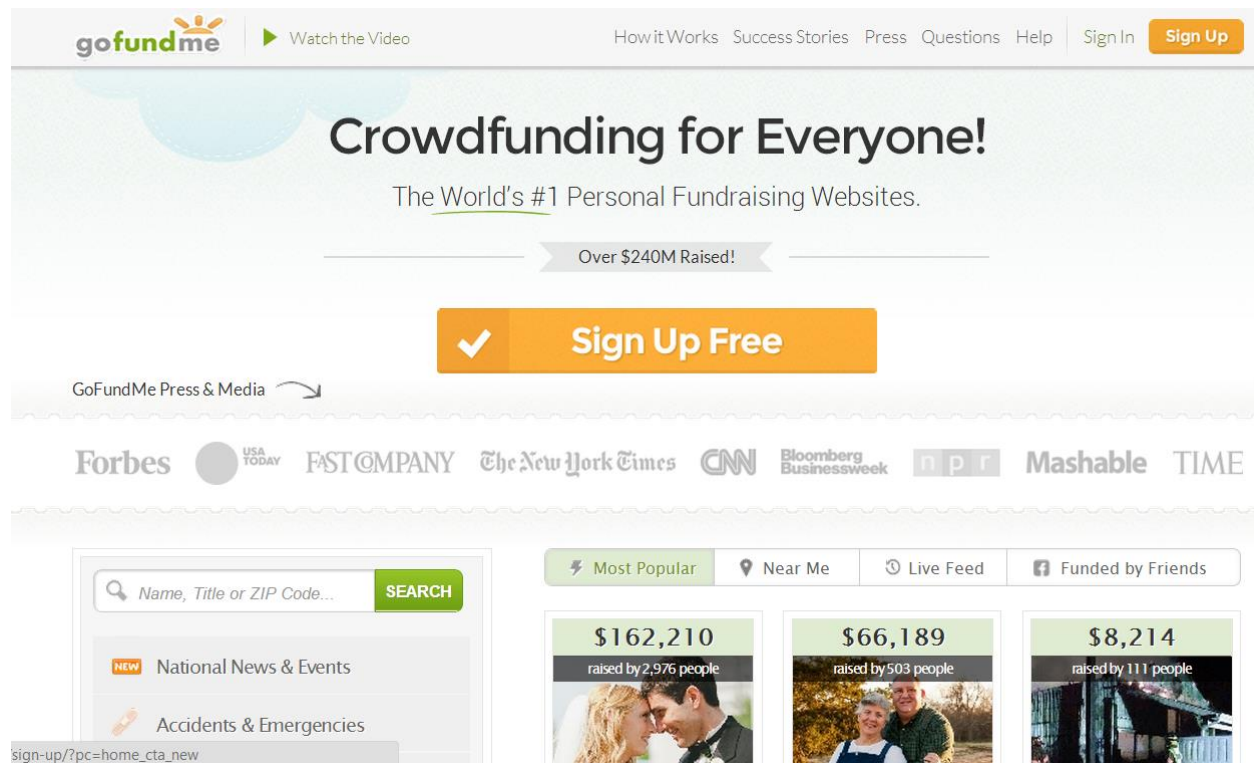 gofundme
Watch the Video
How it Works Success Stories Press Questions Help Sign In Sign Up
Crowdfunding for Everyone!
The World's #1 Personal Fundraising Websites.
Over $240M Raised!
Sign Up Free
GoFundMe Press & Media
Forbes USA TODAY FAST COMPANY The New York Times CNN Bloomberg Businessweek npr Mashable TIME
Most Popular Near Me Live Feed Funded by Friends
Name, Title or ZIP Code... SEARCH
$162,210 $66,189 $8,214
raised by 2,976 people raised by 503 people raised by 111 people
NEW National News & Events
Accidents & Emergencies
/sign-up/?pc=home_cta_new